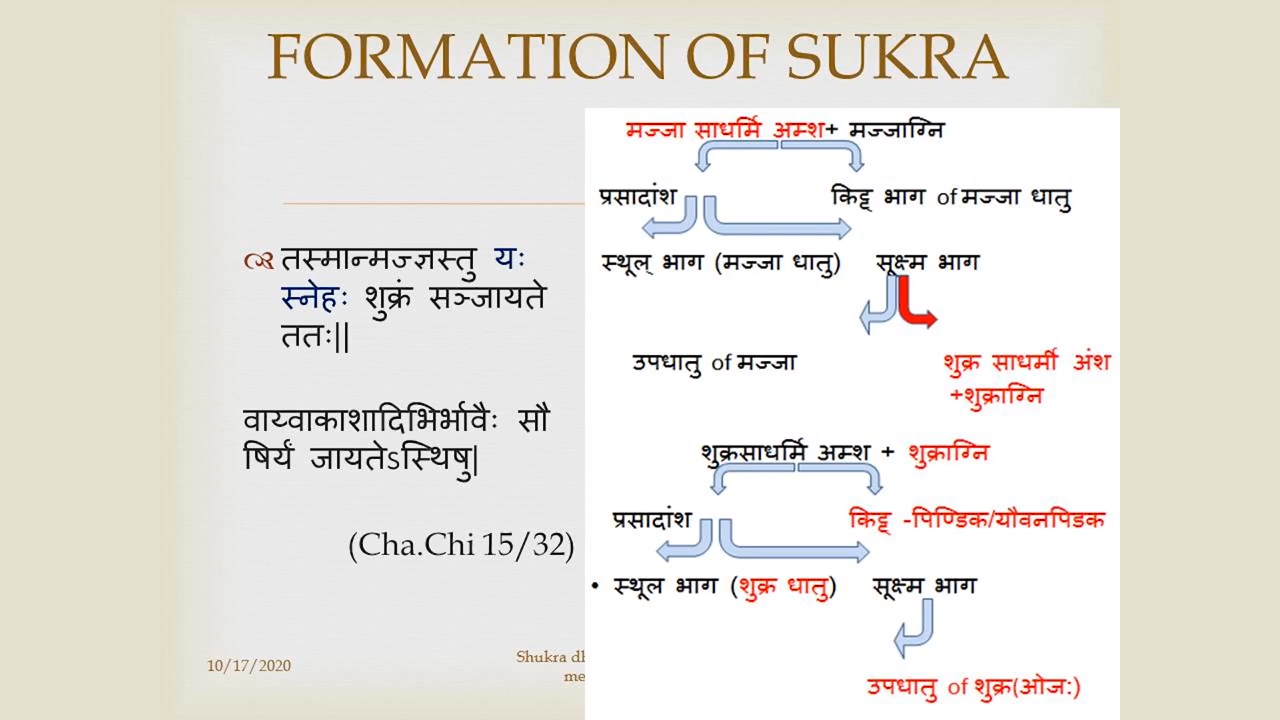 FORMATION OF SUKRA
तस्मान्मज्ज्ञस्तु यः
स्नेहः शुक्रं सञ्जायते
ततः||
वाय्वाकाशादिभिर्भावैः सौ
षिर्यं जायतेऽस्थिषु|
(Cha.Chi 15/32)
10/17/2020
Shukra
मज्जा साधर्मि अम्श+ मज्जाग्नि
प्रसादांश किट्ट भाग of मज्जा धातु
स्थूल् भाग (मज्जा धातु) सूक्ष्म भाग
उपधातु of मज्जा शुक्र साधर्मी अंश
+शुक्राग्नि
शुक्रसाधर्मि अम्श + शुक्राग्नि
प्रसादांश किट्ट -पिण्डिक/यौवनपिडक
• स्थूल भाग (शुक्र धातु) सूक्ष्म भाग
उपधातु of शुक्र(ओज:)